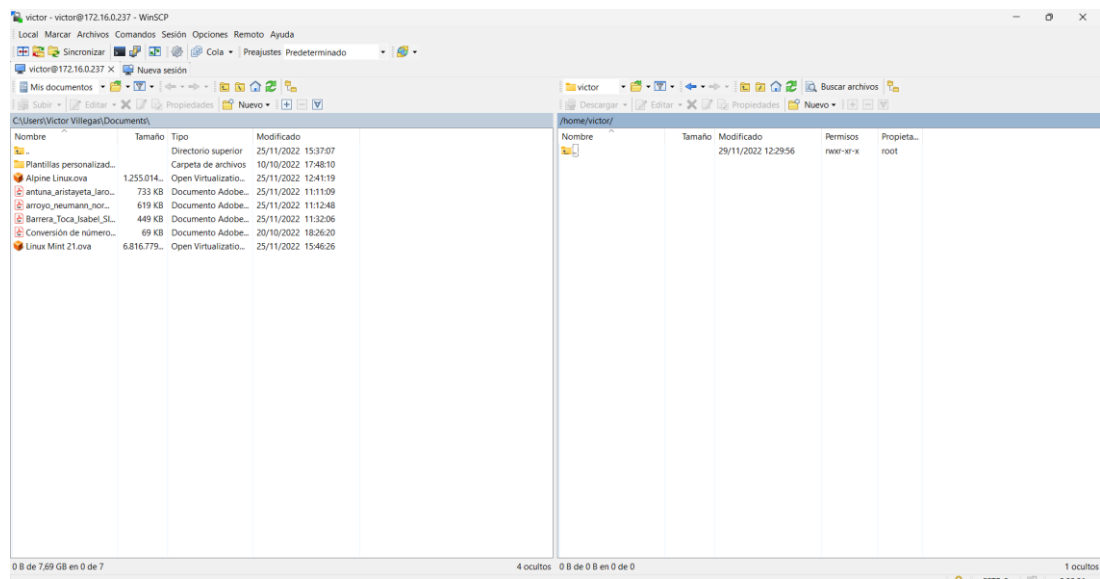 victor - victor@172.16.0.237 - WinSCP
Local Marcar Archivos Comandos Sesión Opciones Remoto Ayuda
Sincronizar Cola Preajustes Predeterminado
victor@172.16.0.237 Nueva sesión
Mis documentos
Subir Editar Propiedades Nuevo
C:\Users\Victor Villegas\Documents\
Nombre Tamaño Tipo Modificado
.. Directorio superior 25/11/2022 15:37:07
Plantillas personalizad... Carpeta de archivos 10/10/2022 17:48:10
Alpine Linux.ova 1.255.014... Open Virtualizatio... 25/11/2022 12:41:19
antuna_aristayeta_laro... 733 KB Documento Adobe... 25/11/2022 11:11:09
arroyo_neumann_nor... 619 KB Documento Adobe... 25/11/2022 11:12:48
Barrera_Toca_Isabel_SI... 449 KB Documento Adobe... 25/11/2022 11:32:06
Conversión de número... 69 KB Documento Adobe... 20/10/2022 18:26:20
Linux Mint 21.ova 6.816.779... Open Virtualizatio... 25/11/2022 15:46:26
0 B de 7,69 GB en 0 de 7 4 ocultos
victor Buscar archivos
Descargar Editar Propiedades Nuevo
/home/victor/
Nombre Tamaño Modificado Permisos Propieta...
.. 29/11/2022 12:29:56 rwxr-xr-x root
0 B de 0 B en 0 de 0 1 ocultos